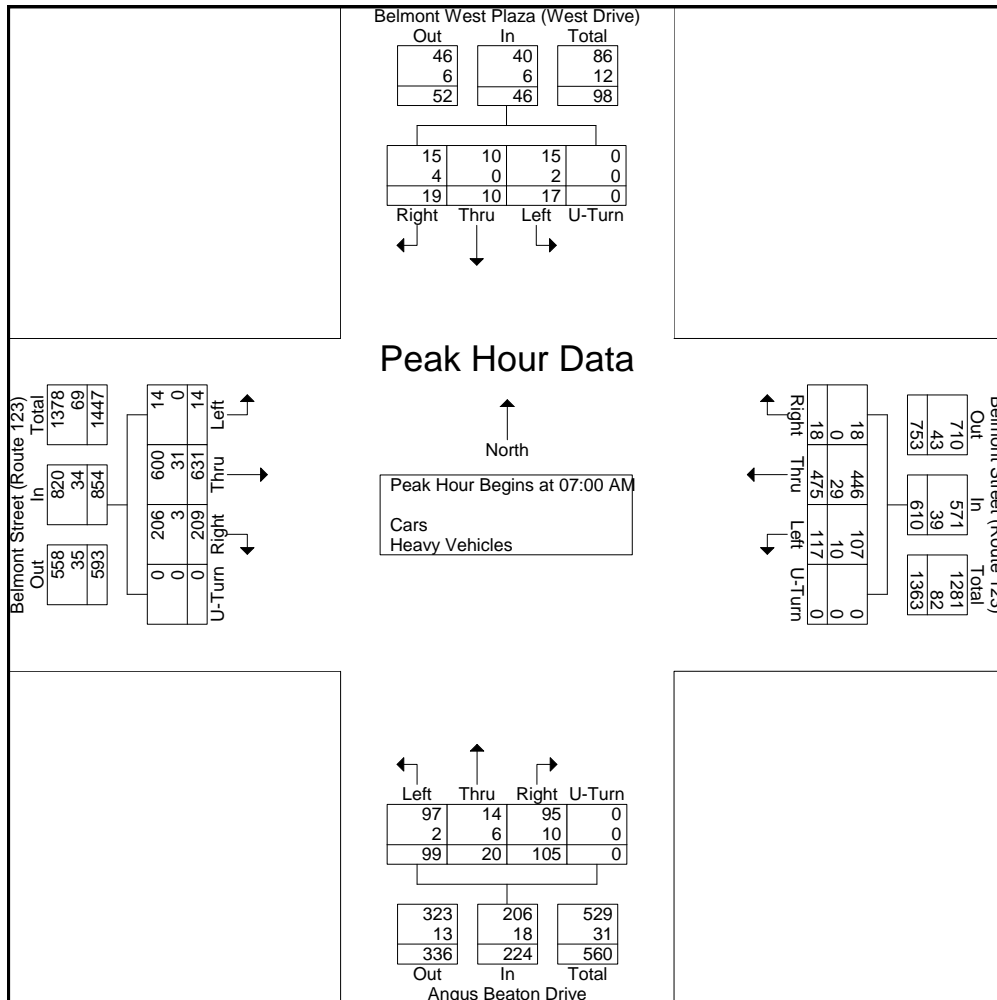 Belmont West Plaza (West Drive)
Out In Total
46 40 86
6 6 12
52 46 98
15 10 15 0
4 0 2 0
19 10 17 0
Right Thru Left U-Turn
Peak Hour Data
North
Peak Hour Begins at 07:00 AM
Cars
Heavy Vehicles
Belmont Street (Route 123)
Out In Total
558 820 1378
35 34 69
593 854 1447
U-Turn Right Thru Left
0 206 600 14
0 3 31 0
0 209 631 14
Belmont Street (Route 123)
Out In Total
710 571 1281
43 39 82
753 610 1363
18 446 107 0
0 29 10 0
18 475 117 0
Right Thru Left U-Turn
Left Thru Right U-Turn
97 14 95 0
2 6 10 0
99 20 105 0
323 206 529
13 18 31
336 224 560
Out In Total
Angus Beaton Drive